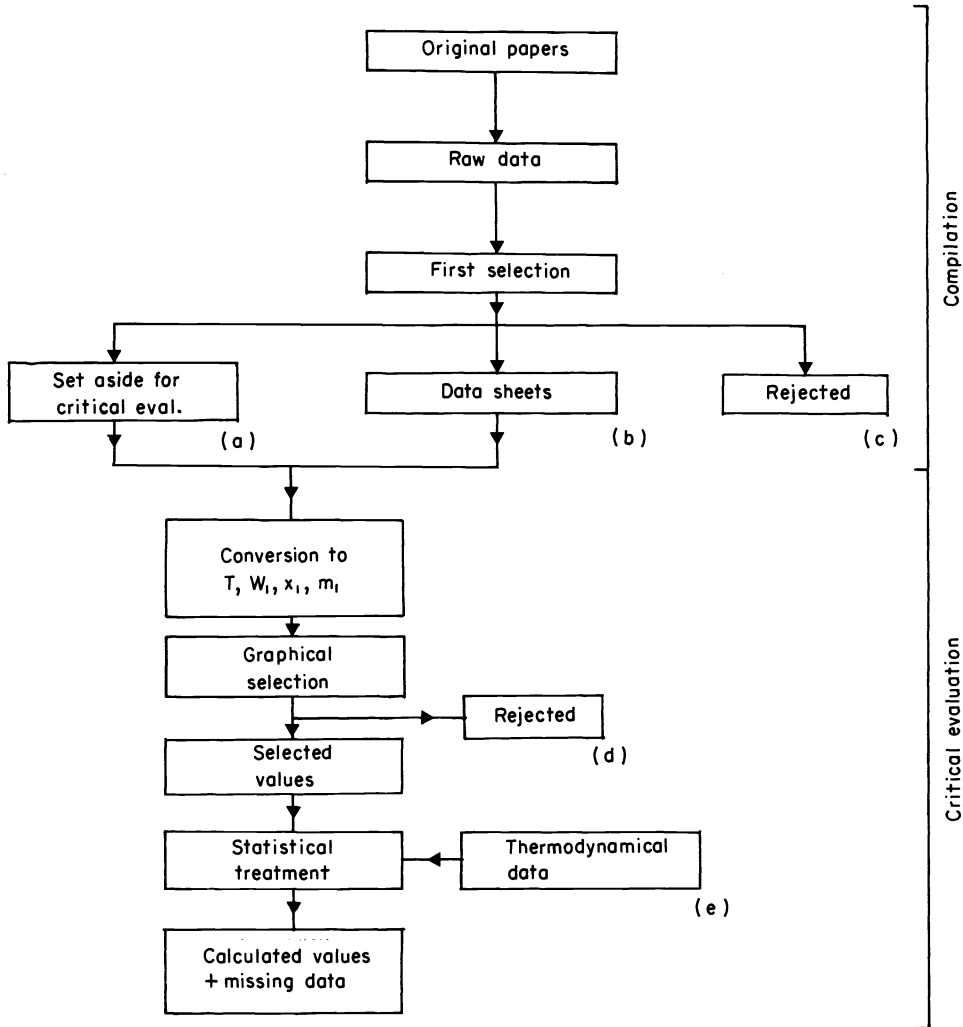 Original papers
Raw data
First selection
Set aside for
critical eval.
(a)
Data sheets
(b)
Rejected
(c)
Compilation
Conversion to
T, W₁, x₁, m₁
Graphical
selection
Rejected
(d)
Selected
values
Statistical
treatment
Thermodynamical
data
(e)
Calculated values
+ missing data
Critical evaluation